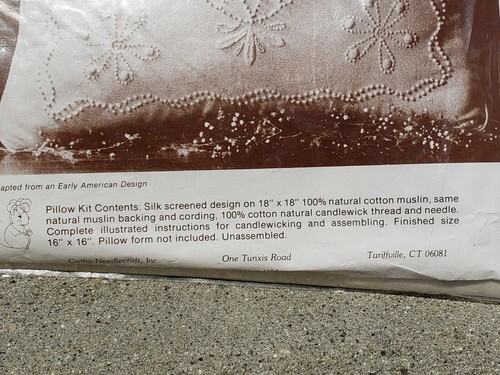 apted from an Early American Design
Pillow Kit Contents: Silk screened design on 18" x 18" 100% natural cotton muslin, same
natural muslin backing and cording, 100% cotton natural candlewick thread and needle.
Complete illustrated instructions for candlewicking and assembling. Finished size
16" x 16". Pillow form not included. Unassembled.
Cathy Needlecraft, Inc. One Tunxis Road Tariffville, CT 06081